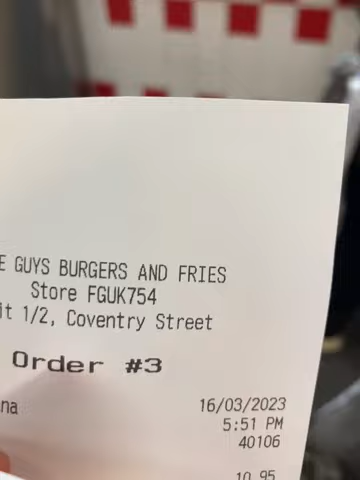 E GUYS BURGERS AND FRIES
Store FGUK754
it 1/2, Coventry Street
Order #3
na 16/03/2023
5:51 PM
40106
10.95